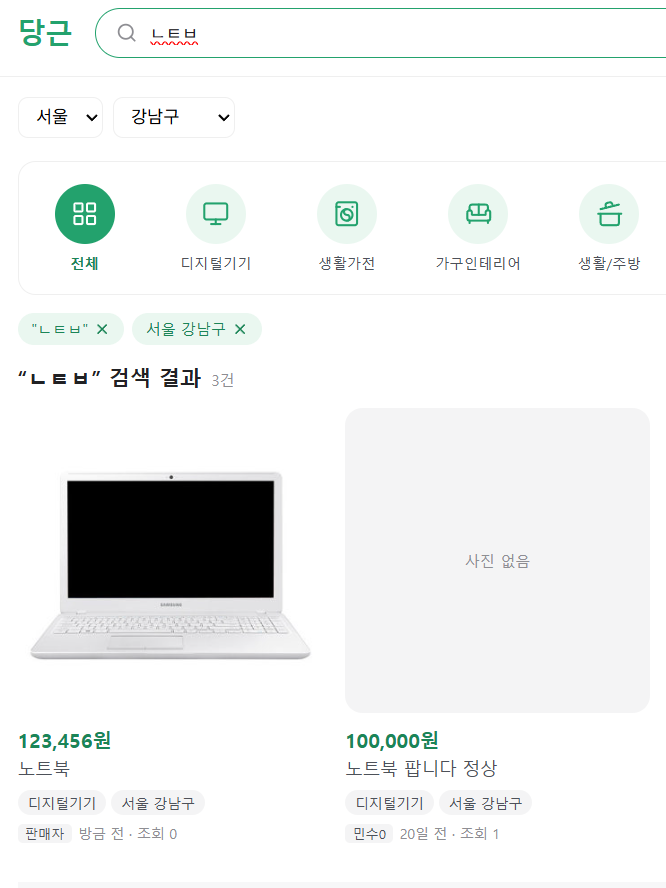 당근
ㄴㅌㅂ
서울 강남구
전체 디지털기기 생활가전 가구인테리어 생활/주방
"ㄴㅌㅂ" ✕ 서울 강남구 ✕
“ㄴㅌㅂ” 검색 결과 3건
사진 없음
SAMSUNG
123,456원
노트북
디지털기기 서울 강남구
판매자 방금 전 · 조회 0
100,000원
노트북 팝니다 정상
디지털기기 서울 강남구
민수0 20일 전 · 조회 1